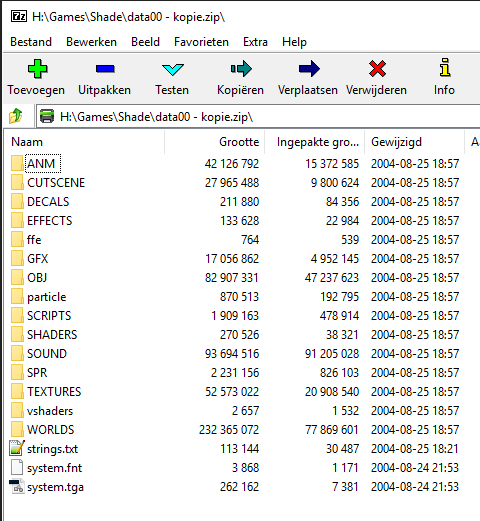 7z H:\Games\Shade\data00 - kopie.zip\
Bestand Bewerken Beeld Favorieten Extra Help
Toevoegen Uitpakken Testen Kopiëren Verplaatsen Verwijderen Info
H:\Games\Shade\data00 - kopie.zip\
Naam Grootte Ingepakte gro... Gewijzigd
ANM 42 126 792 15 372 585 2004-08-25 18:57
CUTSCENE 27 965 488 9 800 624 2004-08-25 18:57
DECALS 211 880 84 356 2004-08-25 18:57
EFFECTS 133 628 22 984 2004-08-25 18:57
ffe 764 539 2004-08-25 18:57
GFX 17 056 862 4 952 145 2004-08-25 18:57
OBJ 82 907 331 47 237 623 2004-08-25 18:57
particle 870 513 192 795 2004-08-25 18:57
SCRIPTS 1 909 163 478 914 2004-08-25 18:57
SHADERS 270 526 38 321 2004-08-25 18:57
SOUND 93 694 516 91 205 028 2004-08-25 18:57
SPR 2 231 156 826 103 2004-08-25 18:57
TEXTURES 52 573 022 20 908 540 2004-08-25 18:57
vshaders 2 657 1 532 2004-08-25 18:57
WORLDS 232 365 072 77 869 601 2004-08-25 18:57
strings.txt 113 144 30 487 2004-08-25 18:21
system.fnt 3 868 1 171 2004-08-24 21:53
system.tga 262 162 7 381 2004-08-24 21:53